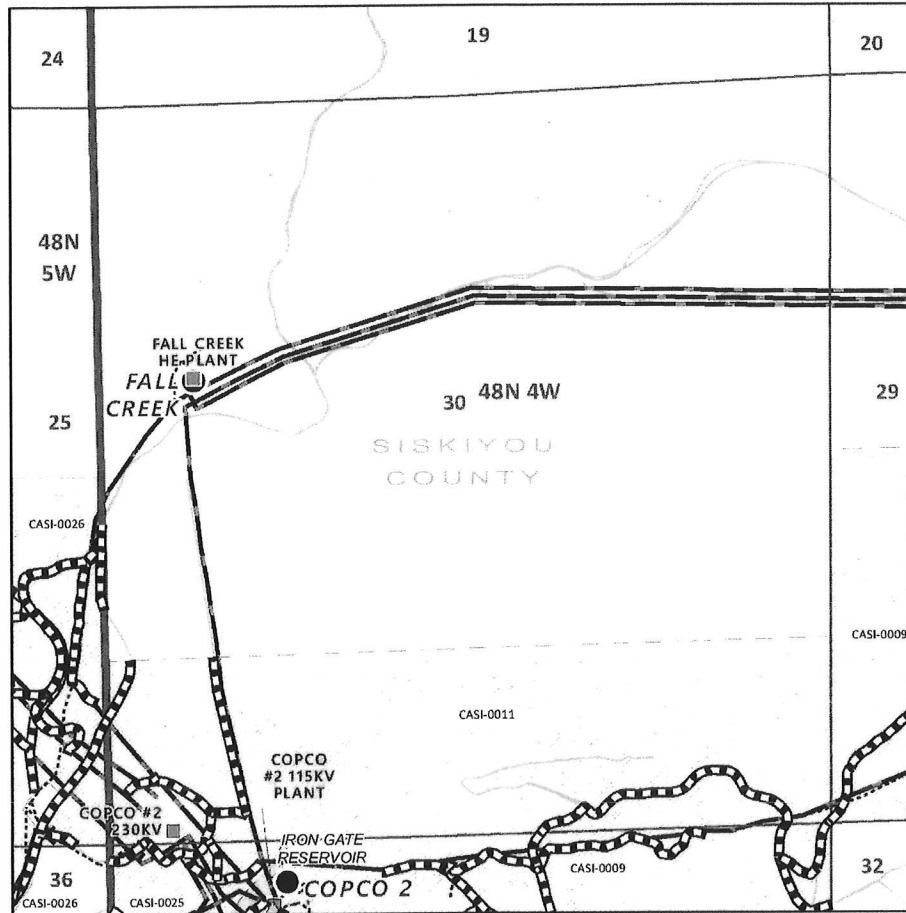 19
20
24
48N
5W
FALL CREEK
HE PLANT
FALL
CREEK
30 48N 4W
29
25
SISKIYOU
COUNTY
CASI-0026
CASI-0009
CASI-0011
COPCO
#2 115KV
PLANT
COPCO #2
230KV
IRON GATE
RESERVOIR
COPCO 2
CASI-0009
36
32
CASI-0026
CASI-0025